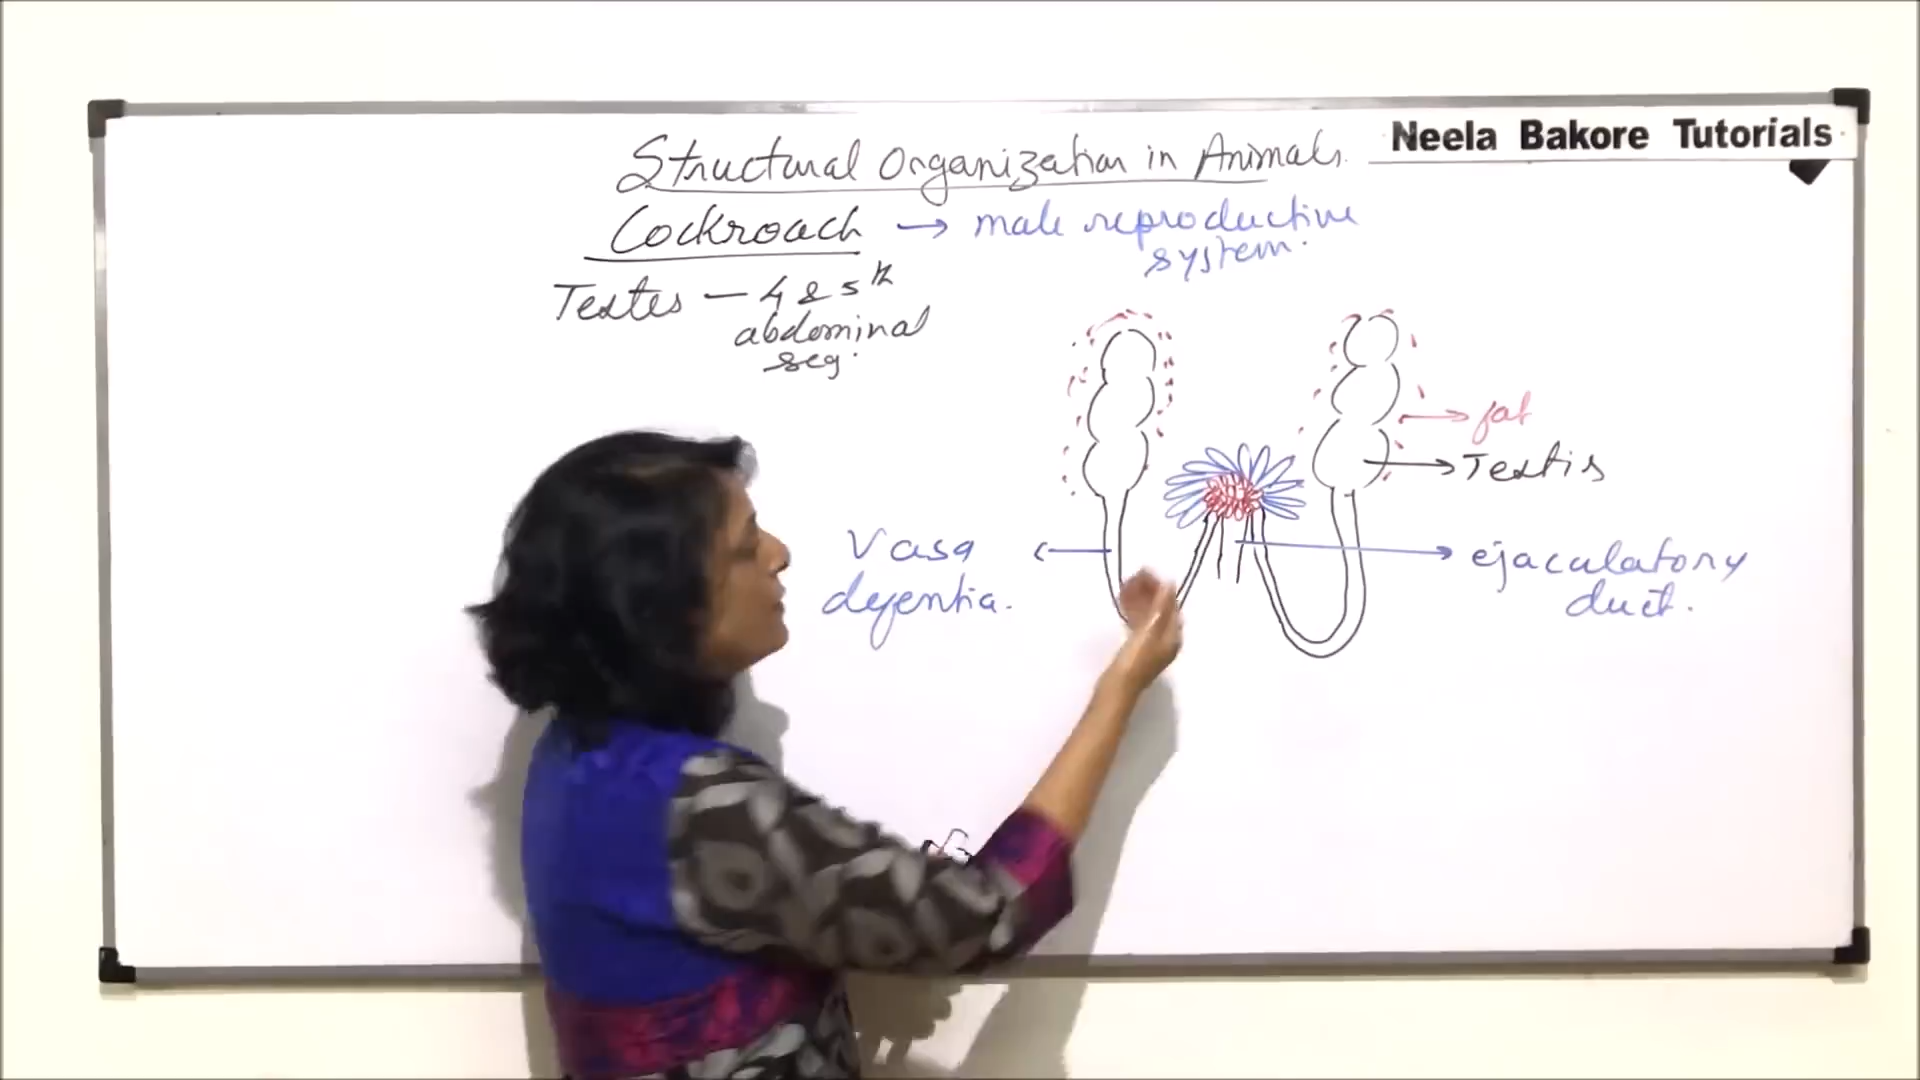 Neela Bakore Tutorials
Structural Organization in Animals.
Cockroach → male reproductive
system.
Testes – 4 & 5th
abdominal
seg.
→ fat
→ Testis
Vasa
deferentia.
→ ejaculatory
duct.